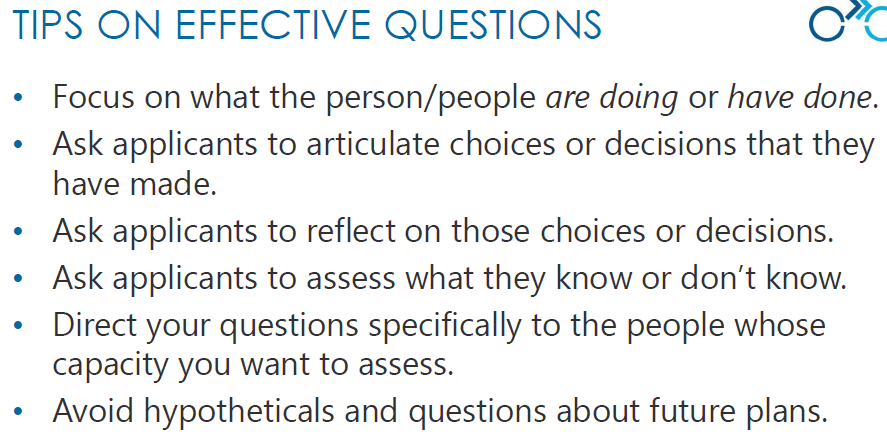 TIPS ON EFFECTIVE QUESTIONS
• Focus on what the person/people are doing or have done.
• Ask applicants to articulate choices or decisions that they
have made.
• Ask applicants to reflect on those choices or decisions.
• Ask applicants to assess what they know or don’t know.
• Direct your questions specifically to the people whose
capacity you want to assess.
• Avoid hypotheticals and questions about future plans.